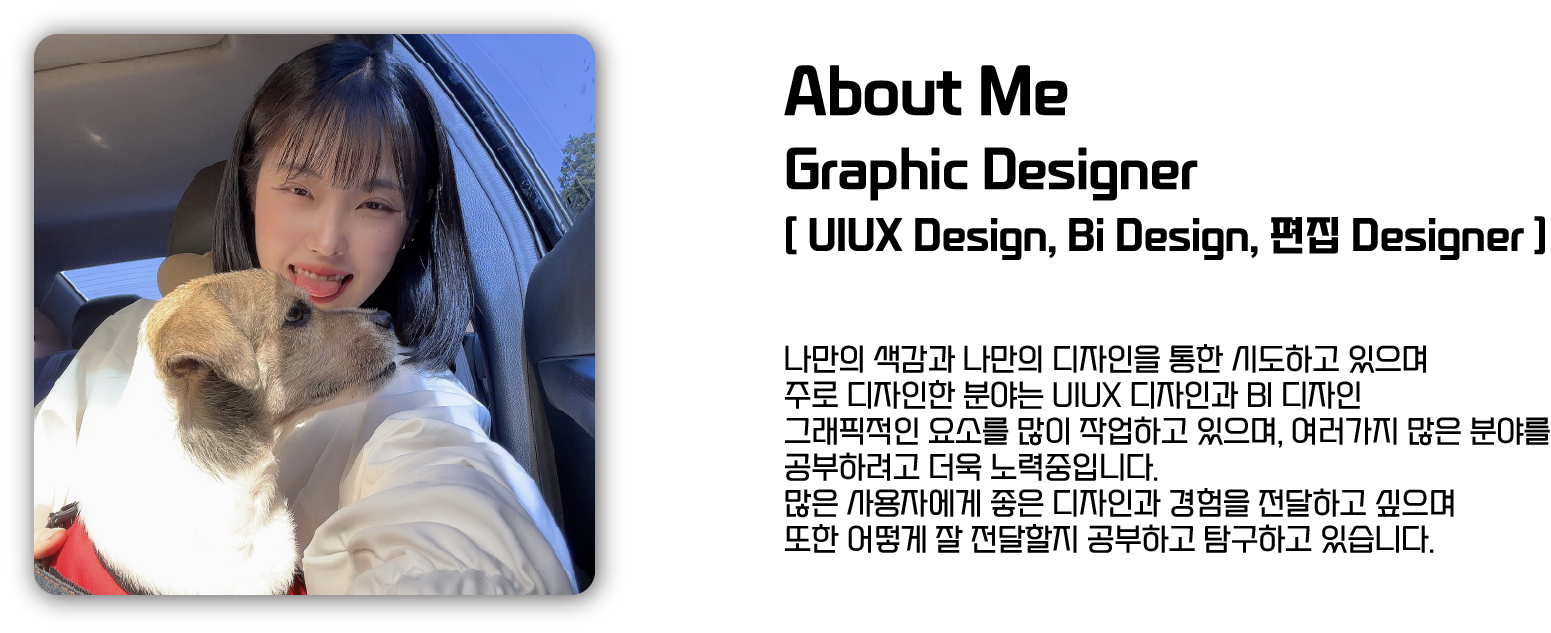 About Me
Graphic Designer
[ UIUX Design, Bi Design, 편집 Designer ]
나만의 색감과 나만의 디자인을 통한 시도하고 있으며
주로 디자인한 분야는 UIUX 디자인과 BI 디자인
그래픽적인 요소를 많이 작업하고 있으며, 여러가지 많은 분야를
공부하려고 더욱 노력중입니다.
많은 사용자에게 좋은 디자인과 경험을 전달하고 싶으며
또한 어떻게 잘 전달할지 공부하고 탐구하고 있습니다.